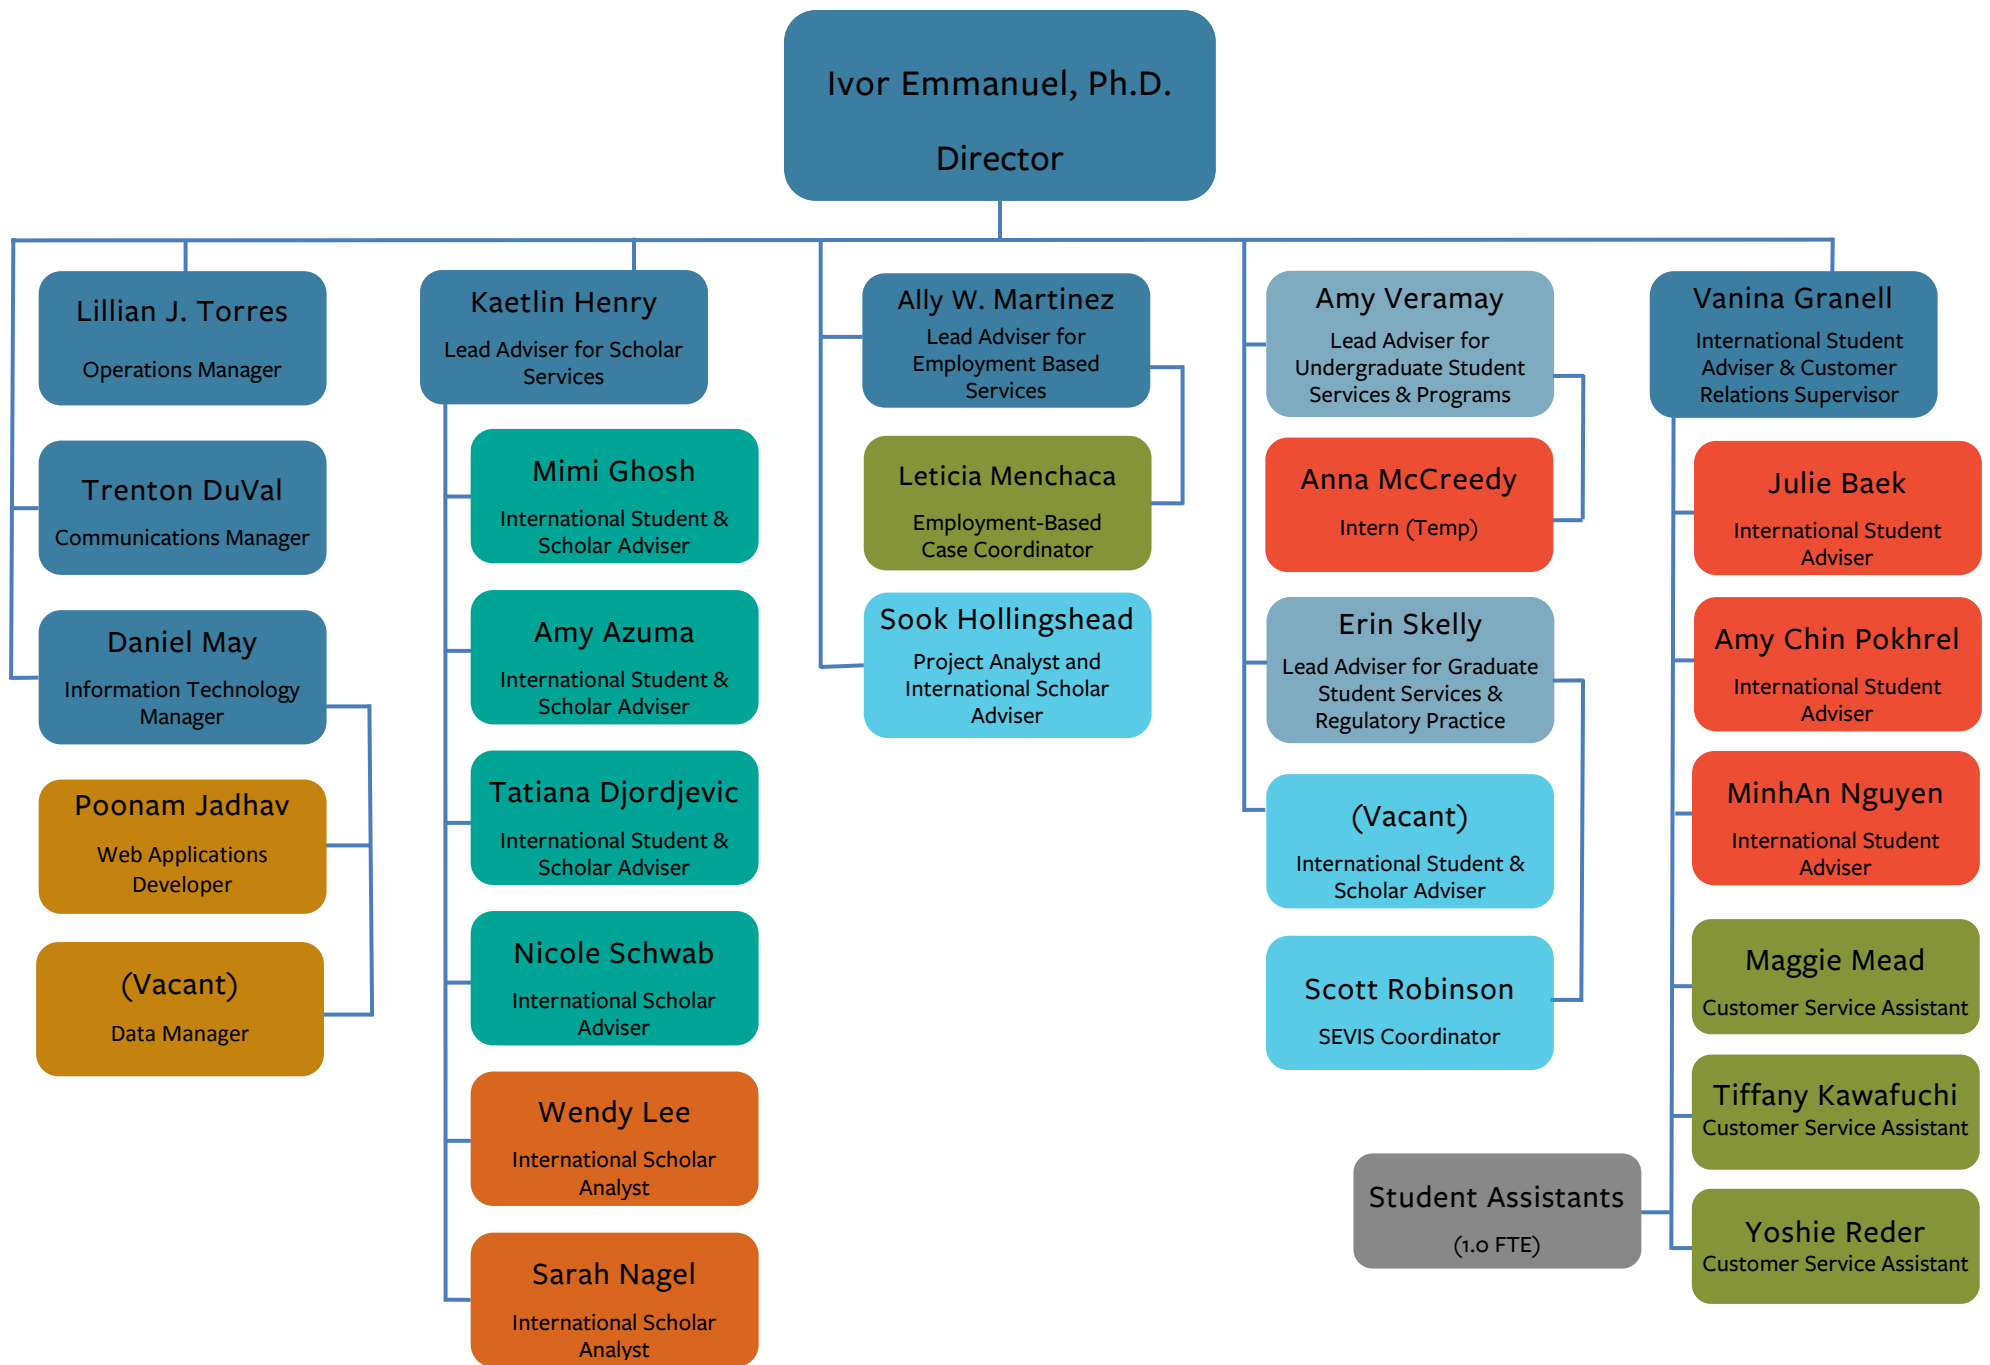 Ivor Emmanuel, Ph.D.
Director
Lillian J. Torres
Operations Manager
Trenton DuVal
Communications Manager
Daniel May
Information Technology
Manager
Poonam Jadhav
Web Applications
Developer
(Vacant)
Data Manager
Kaetlin Henry
Lead Adviser for Scholar
Services
Mimi Ghosh
International Student &
Scholar Adviser
Amy Azuma
International Student &
Scholar Adviser
Tatiana Djordjevic
International Student &
Scholar Adviser
Nicole Schwab
International Scholar
Adviser
Wendy Lee
International Scholar
Analyst
Sarah Nagel
International Scholar
Analyst
Ally W. Martinez
Lead Adviser for
Employment Based
Services
Leticia Menchaca
Employment-Based
Case Coordinator
Sook Hollingshead
Project Analyst and
International Scholar
Adviser
Amy Veramay
Lead Adviser for
Undergraduate Student
Services & Programs
Anna McCreedy
Intern (Temp)
Erin Skelly
Lead Adviser for Graduate
Student Services &
Regulatory Practice
(Vacant)
International Student &
Scholar Adviser
Scott Robinson
SEVIS Coordinator
Student Assistants
(1.0 FTE)
Vanina Granell
International Student
Adviser & Customer
Relations Supervisor
Julie Baek
International Student
Adviser
Amy Chin Pokhrel
International Student
Adviser
MinhAn Nguyen
International Student
Adviser
Maggie Mead
Customer Service Assistant
Tiffany Kawafuchi
Customer Service Assistant
Yoshie Reder
Customer Service Assistant